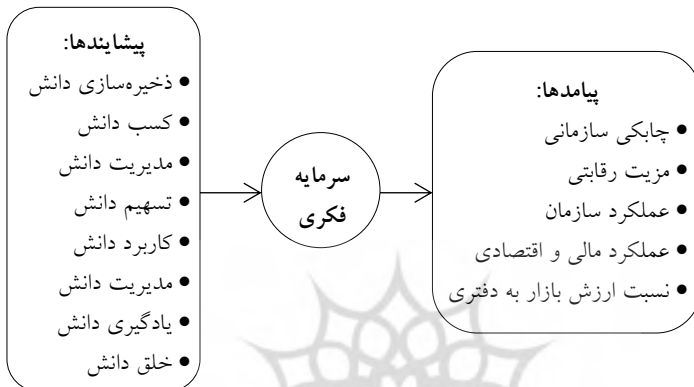 پیشایندها:
• ذخیره‌سازی دانش
• کسب دانش
• مدیریت دانش
• تسهیم دانش
• کاربرد دانش
• مدیریت دانش
• یادگیری دانش
• خلق دانش
سرمایه
فکری
پیامدها:
• چابکی سازمانی
• مزیت رقابتی
• عملکرد سازمان
• عملکرد مالی و اقتصادی
• نسبت ارزش بازار به دفتری